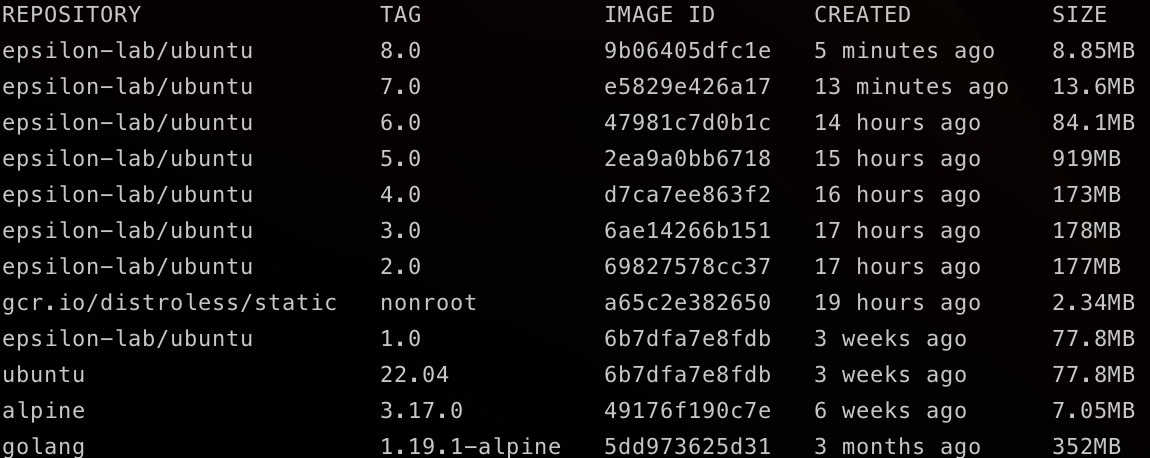 REPOSITORY TAG IMAGE ID CREATED SIZE
epsilon-lab/ubuntu 8.0 9b06405dfc1e 5 minutes ago 8.85MB
epsilon-lab/ubuntu 7.0 e5829e426a17 13 minutes ago 13.6MB
epsilon-lab/ubuntu 6.0 47981c7d0b1c 14 hours ago 84.1MB
epsilon-lab/ubuntu 5.0 2ea9a0bb6718 15 hours ago 919MB
epsilon-lab/ubuntu 4.0 d7ca7ee863f2 16 hours ago 173MB
epsilon-lab/ubuntu 3.0 6ae14266b151 17 hours ago 178MB
epsilon-lab/ubuntu 2.0 69827578cc37 17 hours ago 177MB
gcr.io/distroless/static nonroot a65c2e382650 19 hours ago 2.34MB
epsilon-lab/ubuntu 1.0 6b7dfa7e8fdb 3 weeks ago 77.8MB
ubuntu 22.04 6b7dfa7e8fdb 3 weeks ago 77.8MB
alpine 3.17.0 49176f190c7e 6 weeks ago 7.05MB
golang 1.19.1-alpine 5dd973625d31 3 months ago 352MB